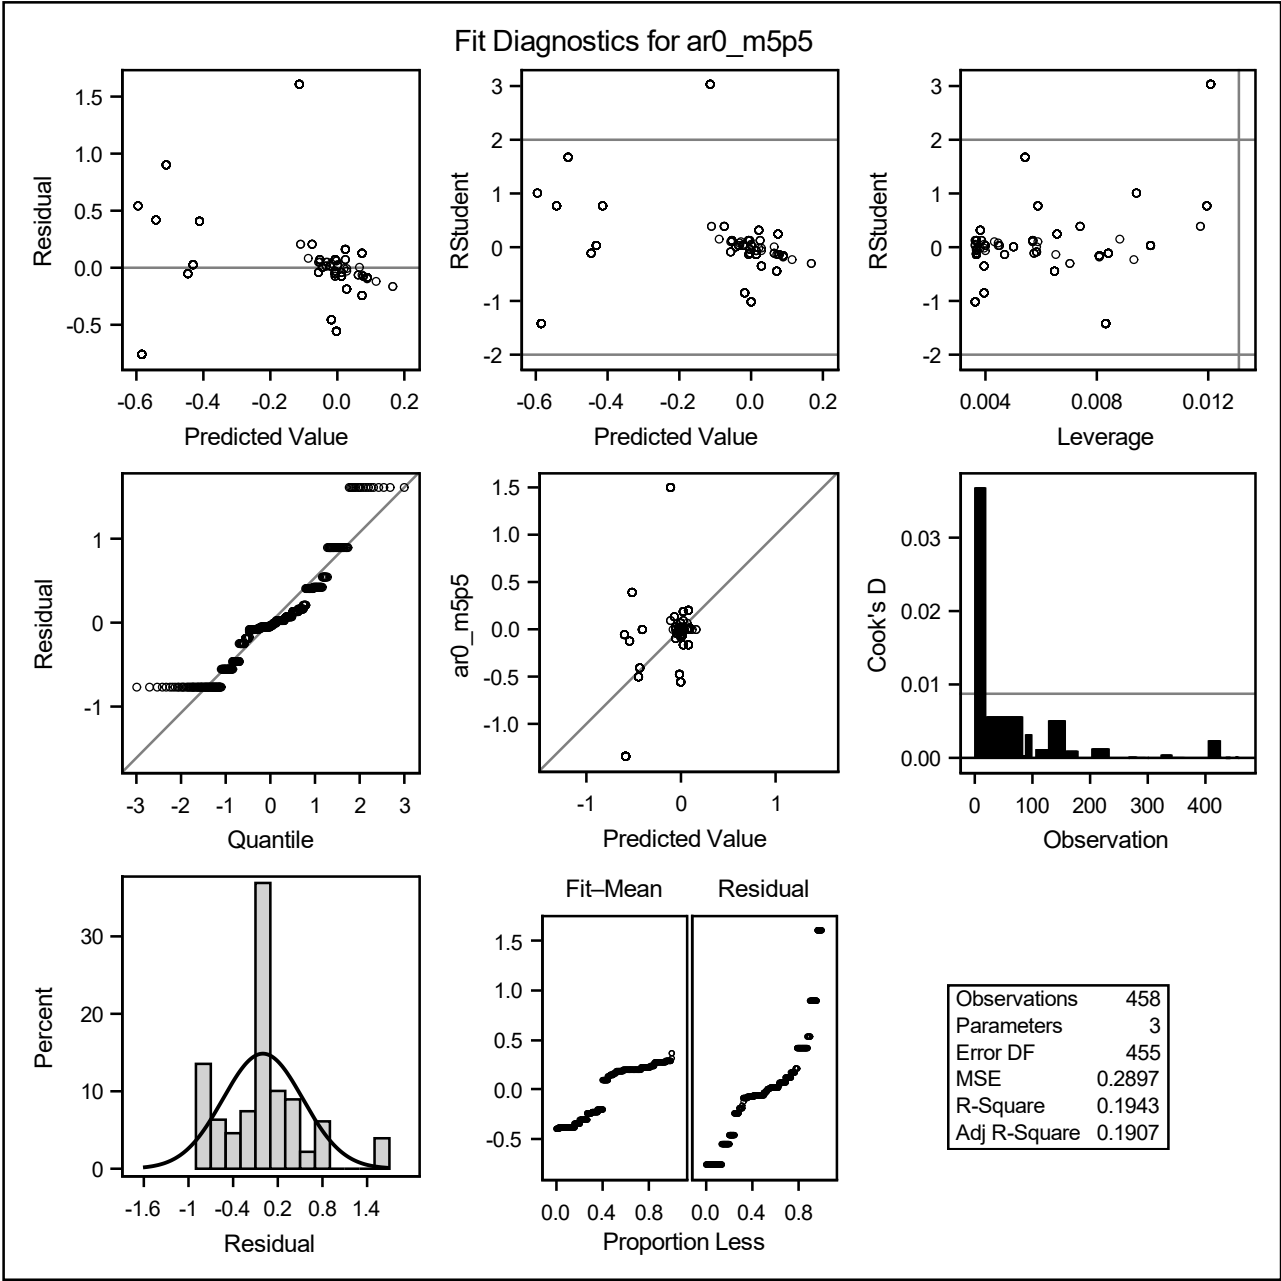 Fit Diagnostics for ar0_m5p5
Residual
1.5
1.0
0.5
0.0
-0.5
-0.6 -0.4 -0.2 0.0 0.2
Predicted Value
RStudent
3
2
1
0
-1
-2
-0.6 -0.4 -0.2 0.0 0.2
Predicted Value
RStudent
3
2
1
0
-1
-2
0.004 0.008 0.012
Leverage
Residual
1
0
-1
-3 -2 -1 0 1 2 3
Quantile
ar0_m5p5
1.5
1.0
0.5
0.0
-0.5
-1.0
-1 0 1
Predicted Value
Cook's D
0.03
0.02
0.01
0.00
0 100 200 300 400
Observation
Percent
30
20
10
0
-1.6 -1 -0.4 0.2 0.8 1.4
Residual
Fit–Mean Residual
1.5
1.0
0.5
0.0
-0.5
0.0 0.4 0.8 0.0 0.4 0.8
Proportion Less
Observations 458
Parameters 3
Error DF 455
MSE 0.2897
R-Square 0.1943
Adj R-Square 0.1907